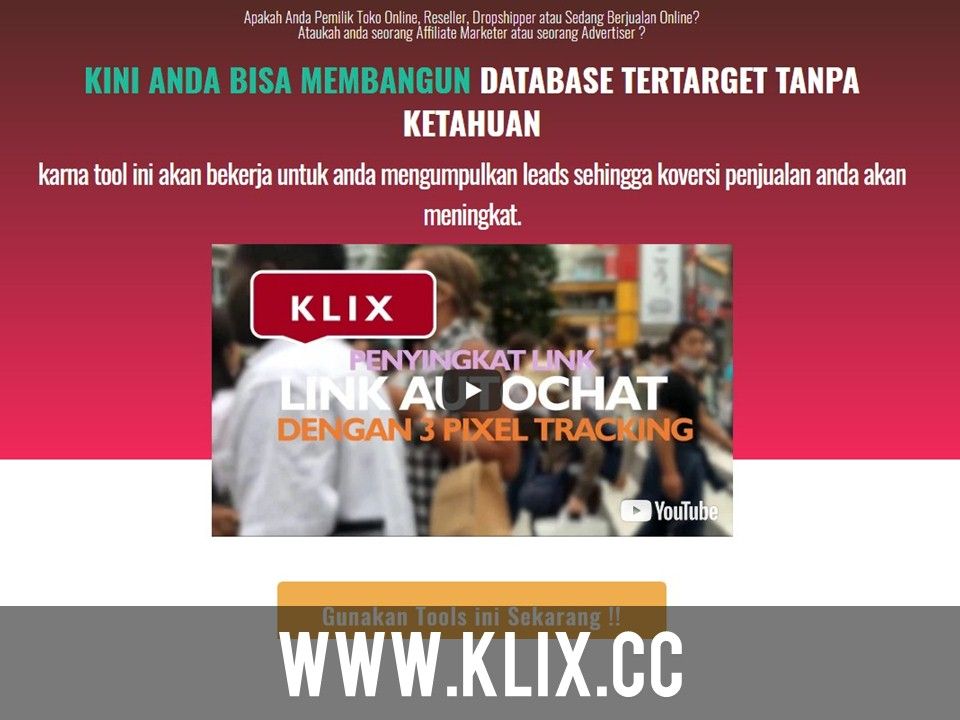 Apakah Anda Pemilik Toko Online, Reseller, Dropshipper atau Sedang Berjualan Online?
Ataukah anda seorang Affiliate Marketer atau seorang Advertiser ?
KINI ANDA BISA MEMBANGUN DATABASE TERTARGET TANPA
KETAHUAN
karna tool ini akan bekerja untuk anda mengumpulkan leads sehingga koversi penjualan anda akan
meningkat.
KLIX
PENYINGKAT LINK
LINK AUTOCHAT
DENGAN 3 PIXEL TRACKING
YouTube
Gunakan Tools ini Sekarang !!
WWW.KLIX.CC